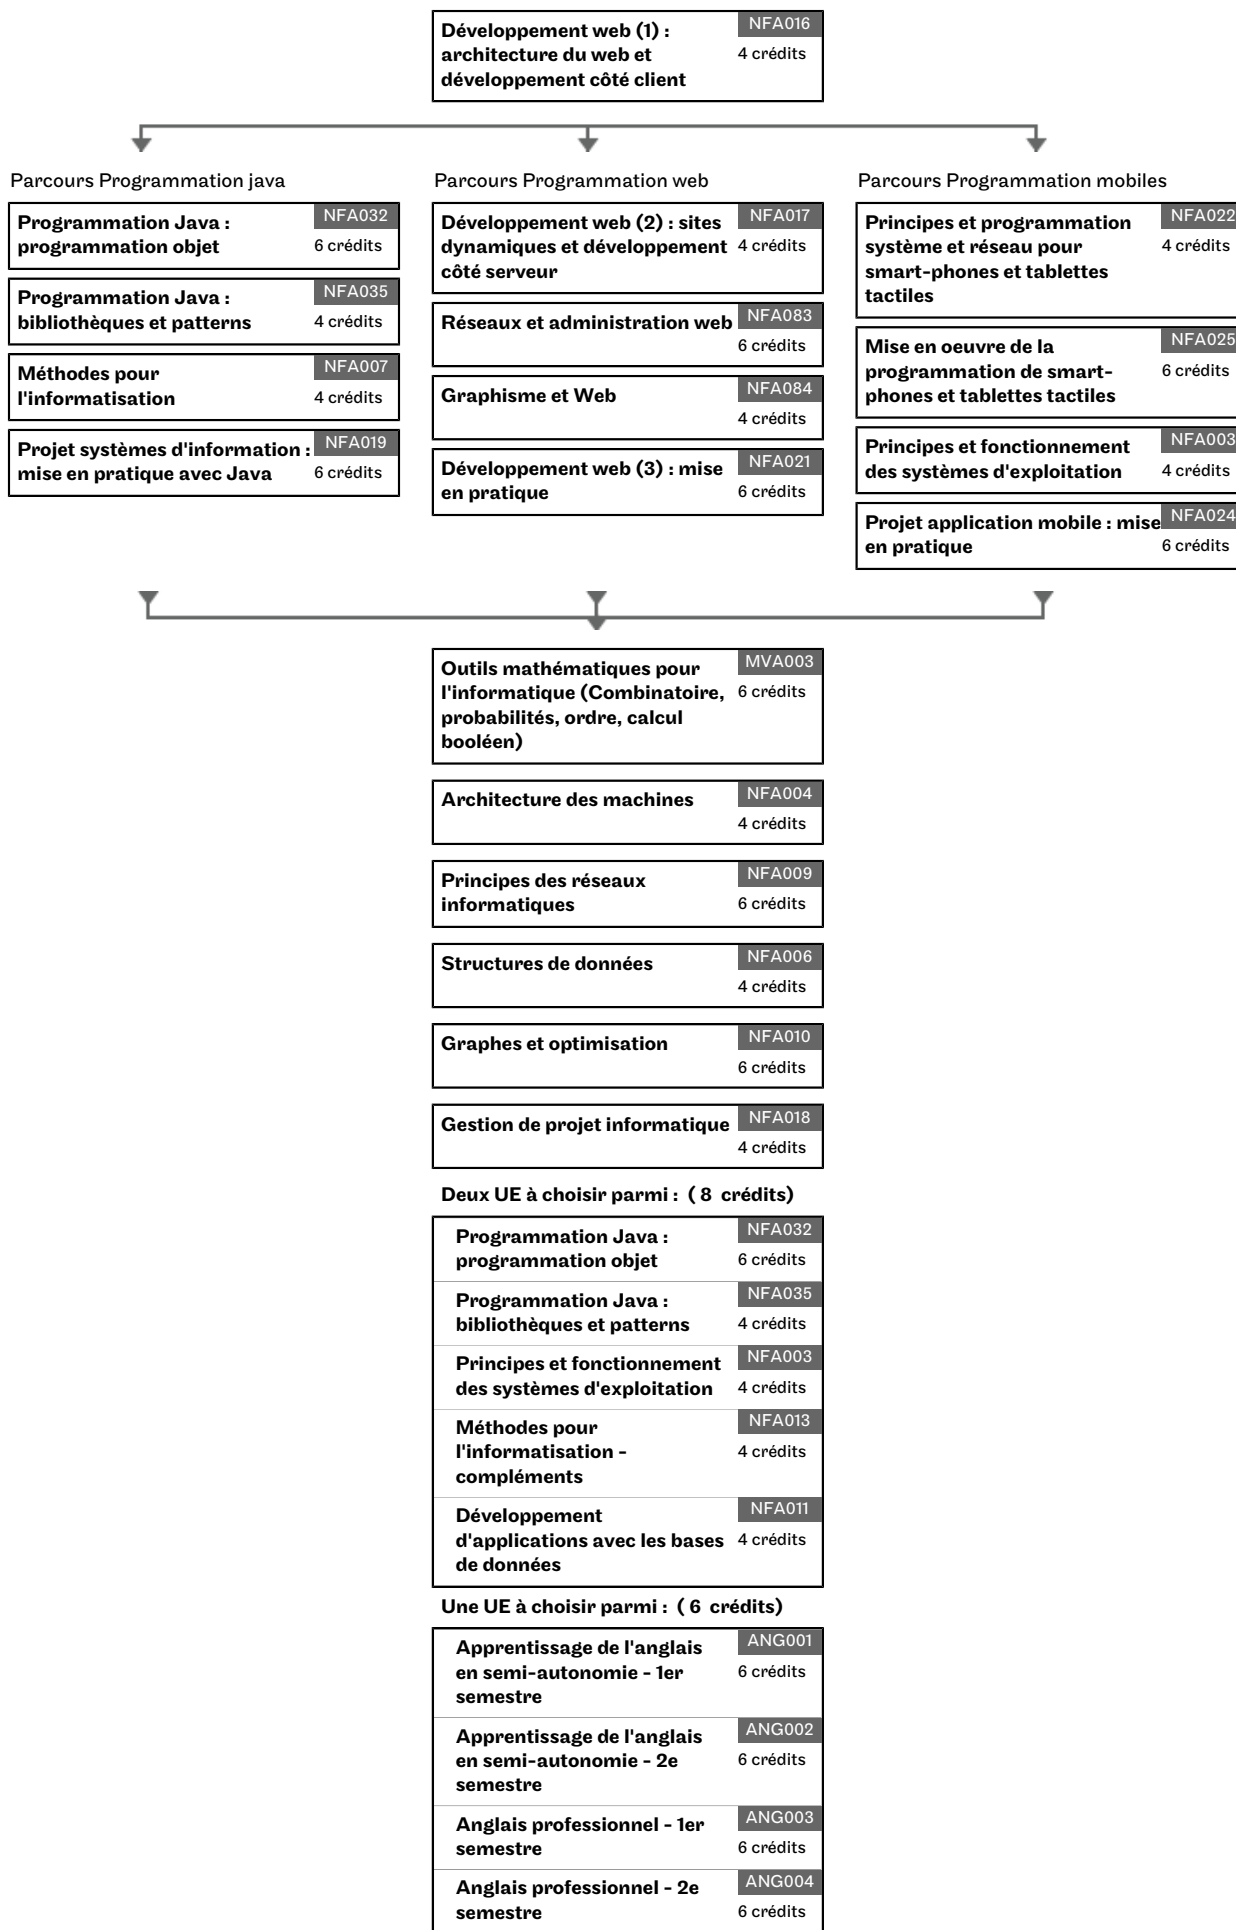 Développement web (1) :
architecture du web et
développement côté client
NFA016
4 crédits
Parcours Programmation java
Programmation Java :
programmation objet
NFA032
6 crédits
Programmation Java :
bibliothèques et patterns
NFA035
4 crédits
Méthodes pour
l'informatisation
NFA007
4 crédits
Projet systèmes d'information :
mise en pratique avec Java
NFA019
6 crédits
Parcours Programmation web
Développement web (2) : sites
dynamiques et développement
côté serveur
NFA017
4 crédits
Réseaux et administration web
NFA083
6 crédits
Graphisme et Web
NFA084
4 crédits
Développement web (3) : mise
en pratique
NFA021
6 crédits
Parcours Programmation mobiles
Principes et programmation
système et réseau pour
smart-phones et tablettes
tactiles
NFA022
4 crédits
Mise en oeuvre de la
programmation de smart-
phones et tablettes tactiles
NFA025
6 crédits
Principes et fonctionnement
des systèmes d'exploitation
NFA003
4 crédits
Projet application mobile : mise
en pratique
NFA024
6 crédits
Outils mathématiques pour
l'informatique (Combinatoire,
probabilités, ordre, calcul
booléen)
MVA003
6 crédits
Architecture des machines
NFA004
4 crédits
Principes des réseaux
informatiques
NFA009
6 crédits
Structures de données
NFA006
4 crédits
Graphes et optimisation
NFA010
6 crédits
Gestion de projet informatique
NFA018
4 crédits
Deux UE à choisir parmi : ( 8 crédits)
Programmation Java :
programmation objet
NFA032
6 crédits
Programmation Java :
bibliothèques et patterns
NFA035
4 crédits
Principes et fonctionnement
des systèmes d'exploitation
NFA003
4 crédits
Méthodes pour
l'informatisation -
compléments
NFA013
4 crédits
Développement
d'applications avec les bases
de données
NFA011
4 crédits
Une UE à choisir parmi : ( 6 crédits)
Apprentissage de l'anglais
en semi-autonomie - 1er
semestre
ANG001
6 crédits
Apprentissage de l'anglais
en semi-autonomie - 2e
semestre
ANG002
6 crédits
Anglais professionnel - 1er
semestre
ANG003
6 crédits
Anglais professionnel - 2e
semestre
ANG004
6 crédits